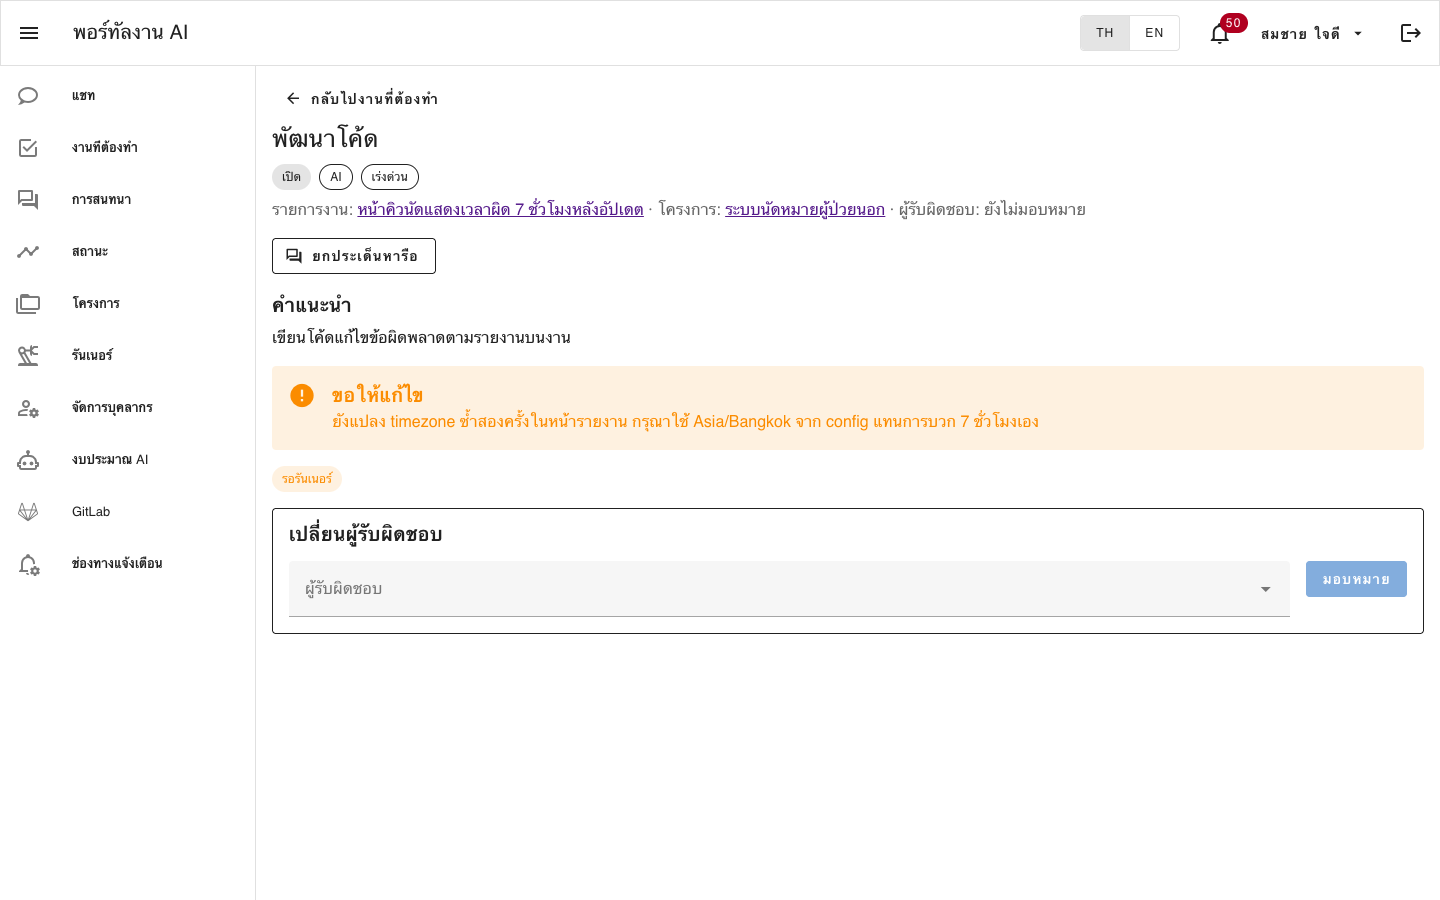 พอร์ทัลงาน AI
TH
EN
50
สมชาย ใจดี
แชท
งานที่ต้องทำ
การสนทนา
สถานะ
โครงการ
รันเนอร์
จัดการบุคลากร
งบประมาณ AI
GitLab
ช่องทางแจ้งเตือน
กลับไปงานที่ต้องทำ
พัฒนาโค้ด
เปิด
AI
เร่งด่วน
รายการงาน: หน้าคิวนัดแสดงเวลาผิด 7 ชั่วโมงหลังอัปเดต · โครงการ: ระบบนัดหมายผู้ป่วยนอก · ผู้รับผิดชอบ: ยังไม่มอบหมาย
ยกประเด็นหารือ
คำแนะนำ
เขียนโค้ดแก้ไขข้อผิดพลาดตามรายงานบนงาน
ขอให้แก้ไข
ยังแปลง timezone ซ้ำสองครั้งในหน้ารายงาน กรุณาใช้ Asia/Bangkok จาก config แทนการบวก 7 ชั่วโมงเอง
รอรันเนอร์
เปลี่ยนผู้รับผิดชอบ
ผู้รับผิดชอบ
มอบหมาย